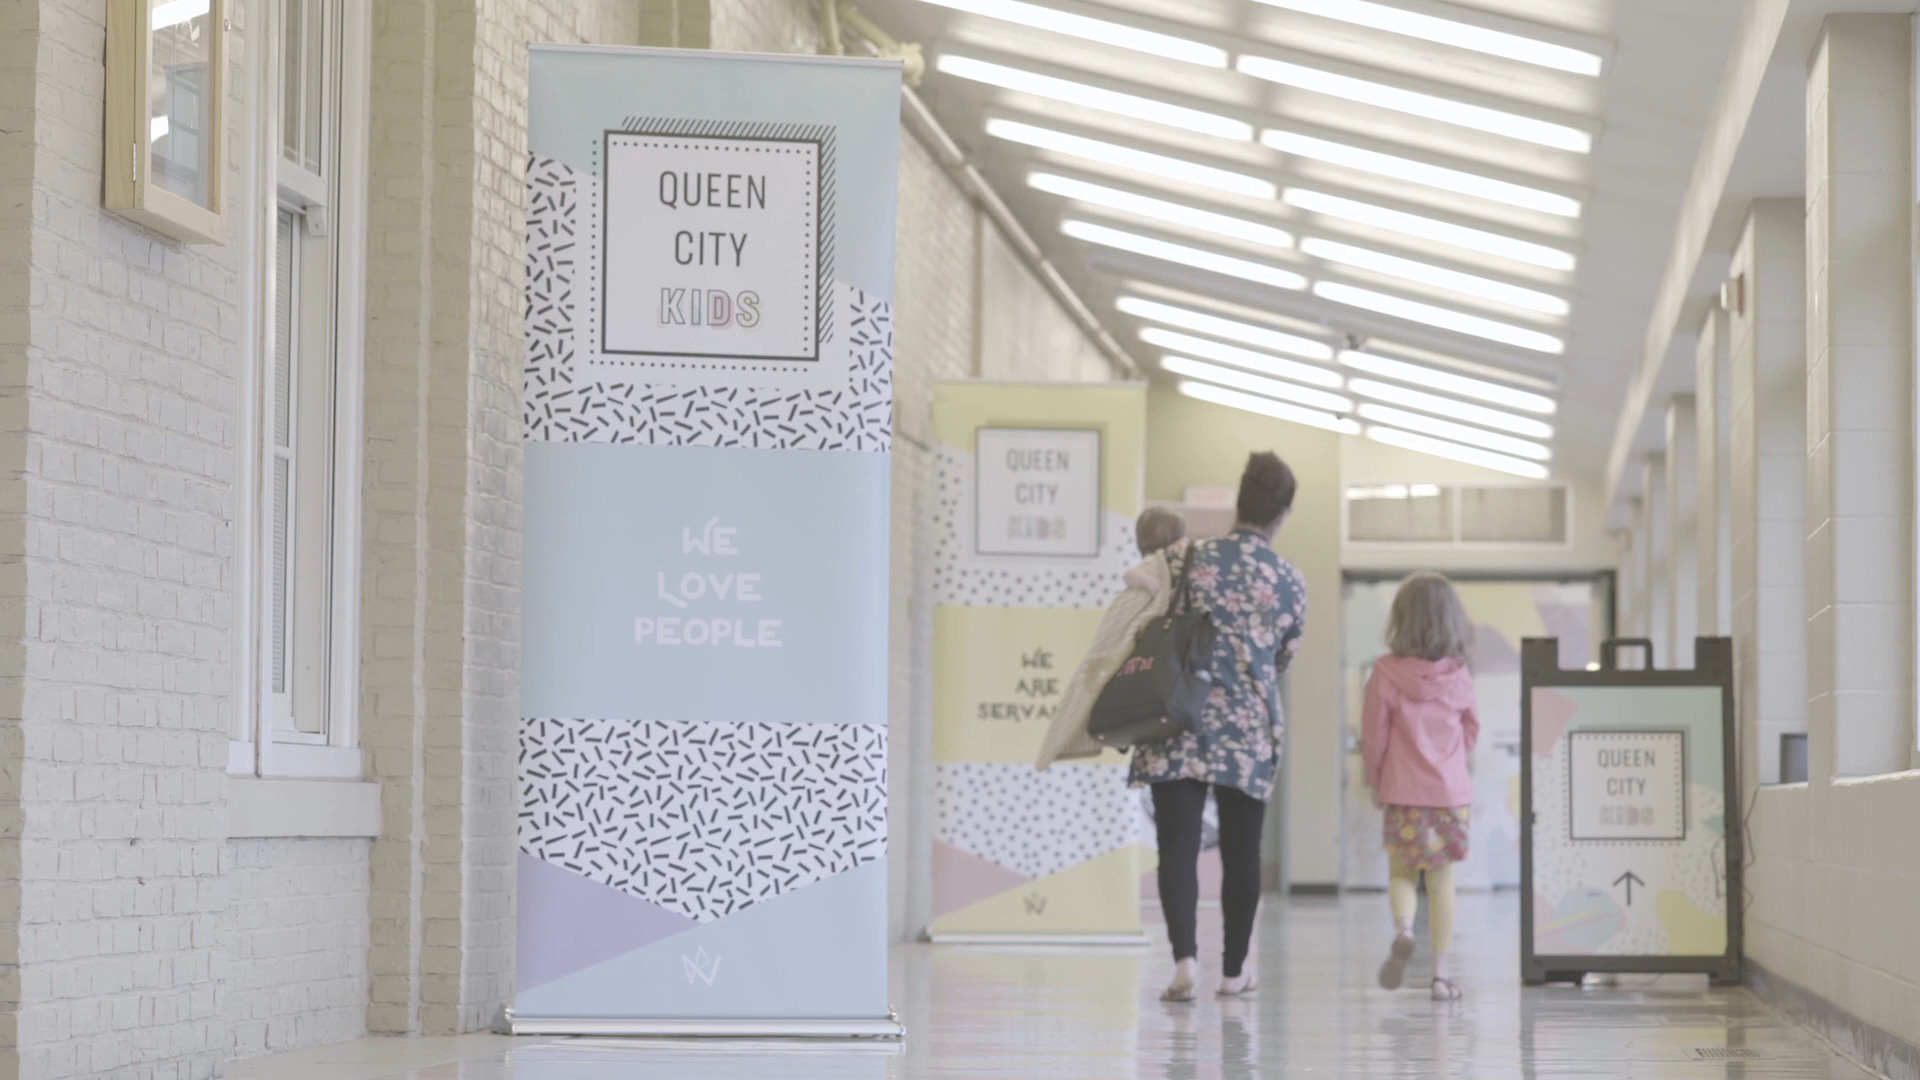 QUEEN
CITY
KIDS
WE
LOVE
PEOPLE
QUEEN
CITY
KIDS
WE
ARE
QUEEN
CITY
KIDS